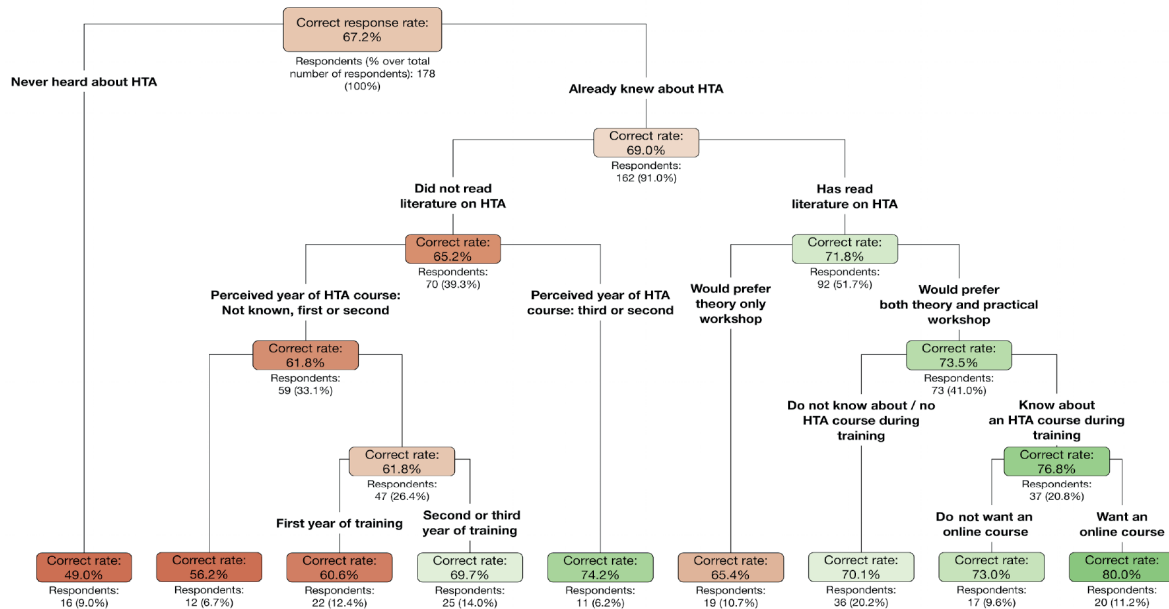 Correct response rate:
67.2%
Respondents (% over total
number of respondents): 178
(100%)
Never heard about HTA
Already knew about HTA
Correct rate:
69.0%
Respondents:
162 (91.0%)
Did not read
literature on HTA
Has read
literature on HTA
Correct rate:
65.2%
Respondents:
70 (39.3%)
Correct rate:
71.8%
Respondents:
92 (51.7%)
Perceived year of HTA course:
Not known, first or second
Perceived year of HTA
course: third or second
Would prefer
theory only
workshop
Would prefer
both theory and practical
workshop
Correct rate:
61.8%
Respondents:
59 (33.1%)
Correct rate:
73.5%
Respondents:
73 (41.0%)
Do not know about / no
HTA course during
training
Know about
an HTA course during
training
Correct rate:
61.8%
Respondents:
47 (26.4%)
Correct rate:
76.8%
Respondents:
37 (20.8%)
First year of training
Second or third
year of training
Do not want an
online course
Want an
online course
Correct rate:
49.0%
Respondents:
16 (9.0%)
Correct rate:
56.2%
Respondents:
12 (6.7%)
Correct rate:
60.6%
Respondents:
22 (12.4%)
Correct rate:
69.7%
Respondents:
25 (14.0%)
Correct rate:
74.2%
Respondents:
11 (6.2%)
Correct rate:
65.4%
Respondents:
19 (10.7%)
Correct rate:
70.1%
Respondents:
36 (20.2%)
Correct rate:
73.0%
Respondents:
17 (9.6%)
Correct rate:
80.0%
Respondents:
20 (11.2%)